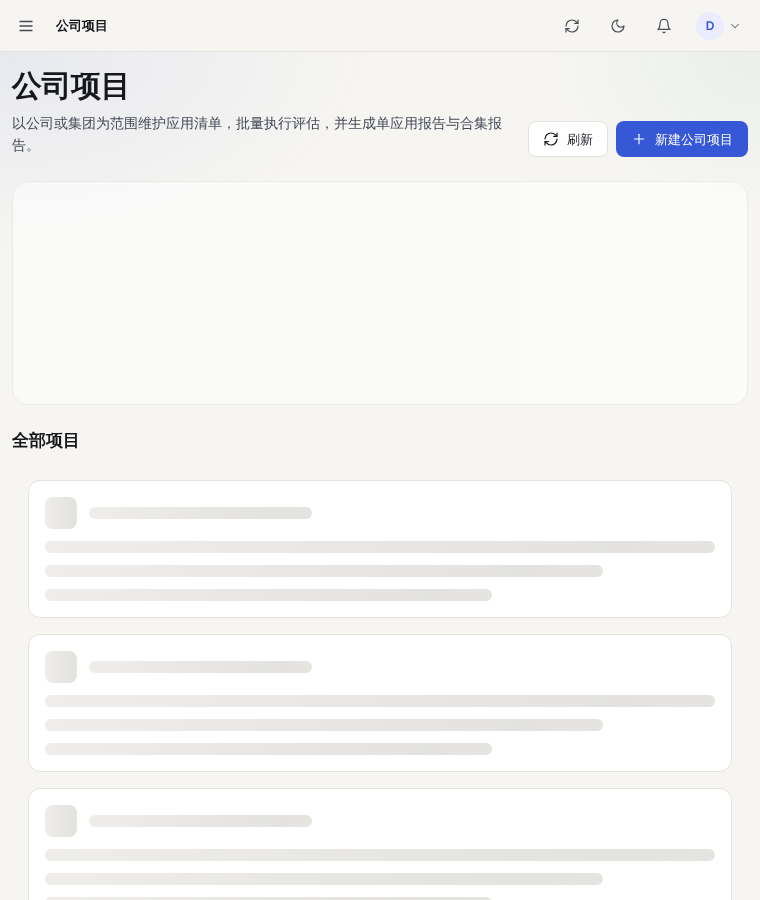 公司项目
D
公司项目
以公司或集团为范围维护应用清单，批量执行评估，并生成单应用报告与合集报
告。
刷新
新建公司项目
全部项目